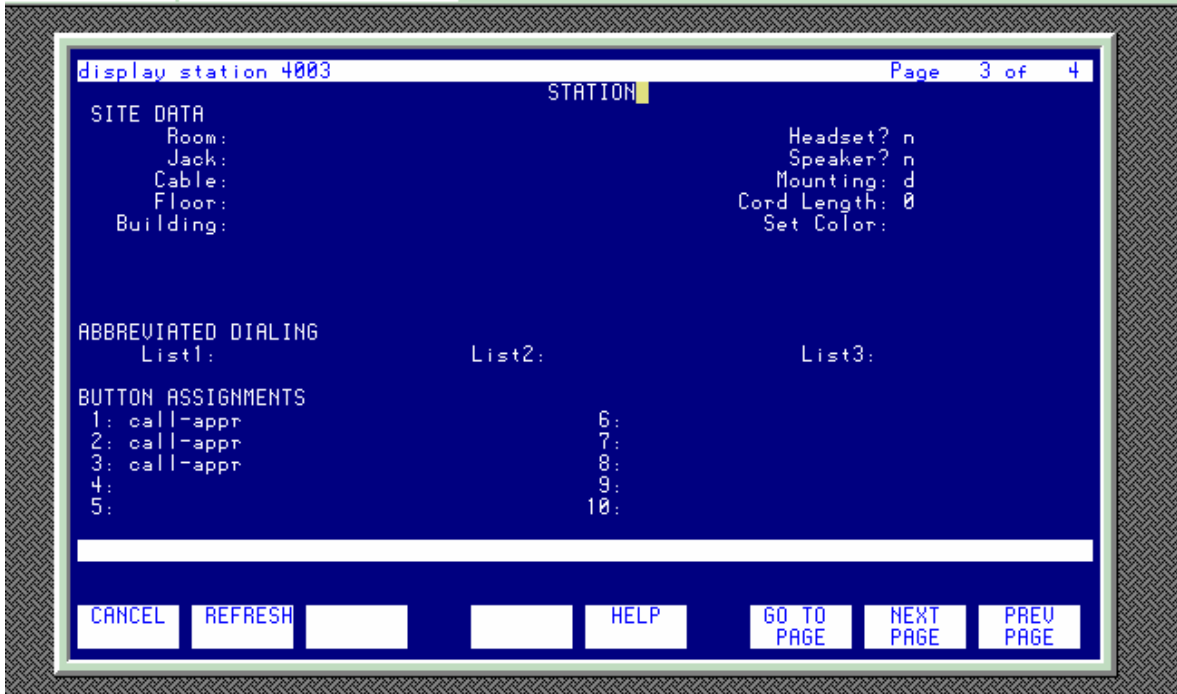 display station 4003 Page 3 of 4
STATION
SITE DATA
Room: Headset? n
Jack: Speaker? n
Cable: Mounting: d
Floor: Cord Length: 0
Building: Set Color:
ABBREVIATED DIALING
List1: List2: List3:
BUTTON ASSIGNMENTS
1: call-appr 6:
2: call-appr 7:
3: call-appr 8:
4: 9:
5: 10:
CANCEL REFRESH HELP GO TO PAGE NEXT PAGE PREV PAGE